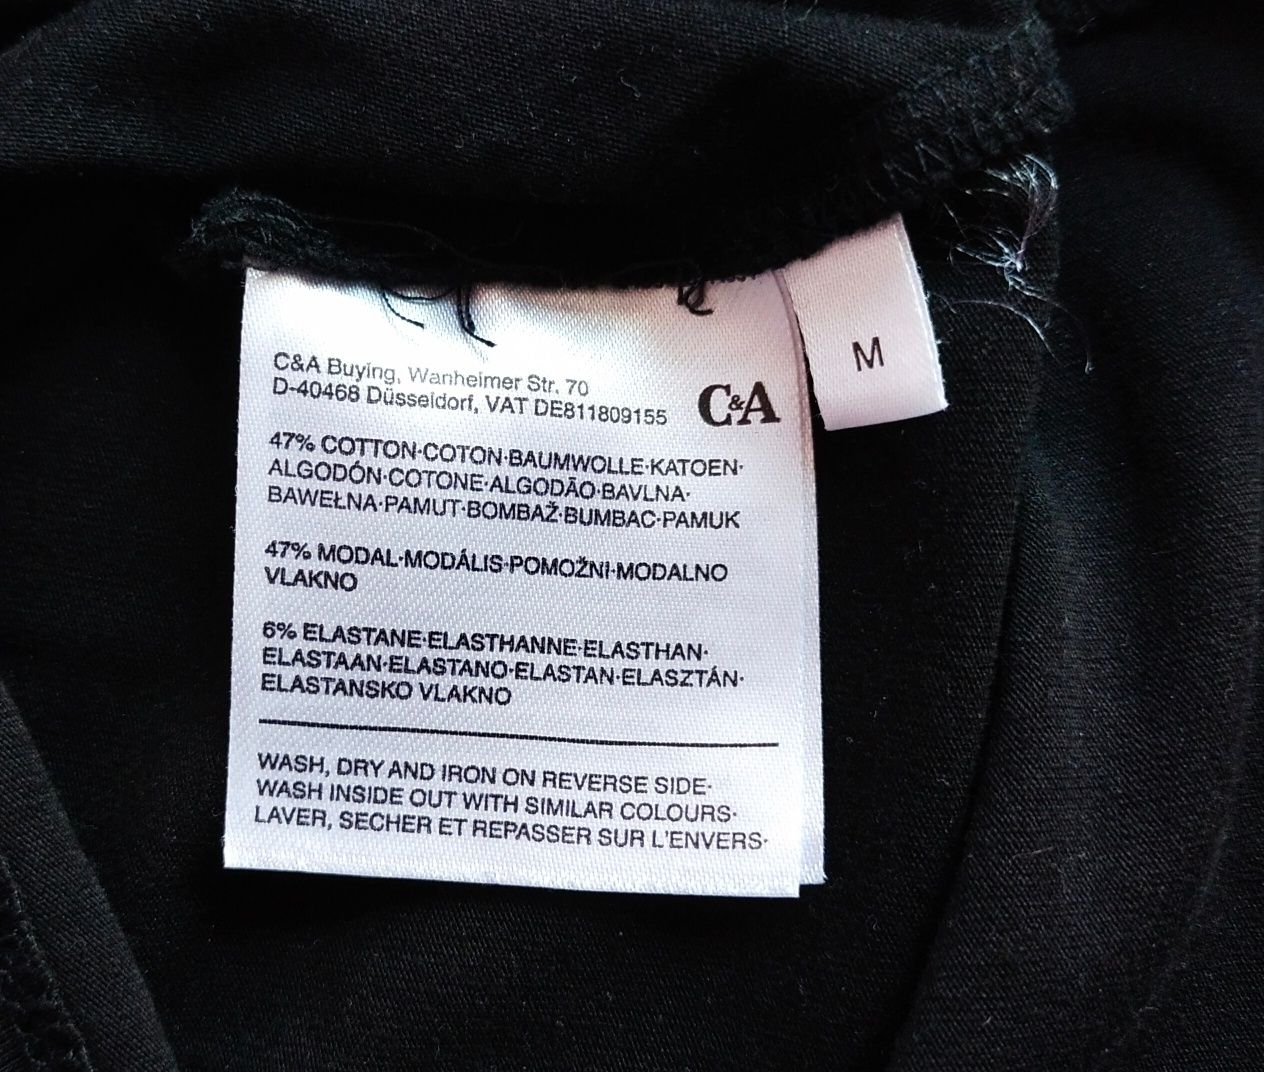 C&A Buying, Wanheimer Str. 70
D-40468 Düsseldorf, VAT DE811809155
C&A
M
47% COTTON·COTON·BAUMWOLLE·KATOEN·
ALGODÓN·COTONE·ALGODÃO·BAVLNA·
BAWEŁNA·PAMUT·BOMBAŽ·BUMBAC·PAMUK
47% MODAL·MODÁLIS·POMOŽNI·MODALNO
VLAKNO
6% ELASTANE·ELASTHANNE·ELASTHAN·
ELASTAAN·ELASTANO·ELASTAN·ELASZTÁN·
ELASTANSKO VLAKNO
WASH, DRY AND IRON ON REVERSE SIDE·
WASH INSIDE OUT WITH SIMILAR COLOURS·
LAVER, SECHER ET REPASSER SUR L'ENVERS·